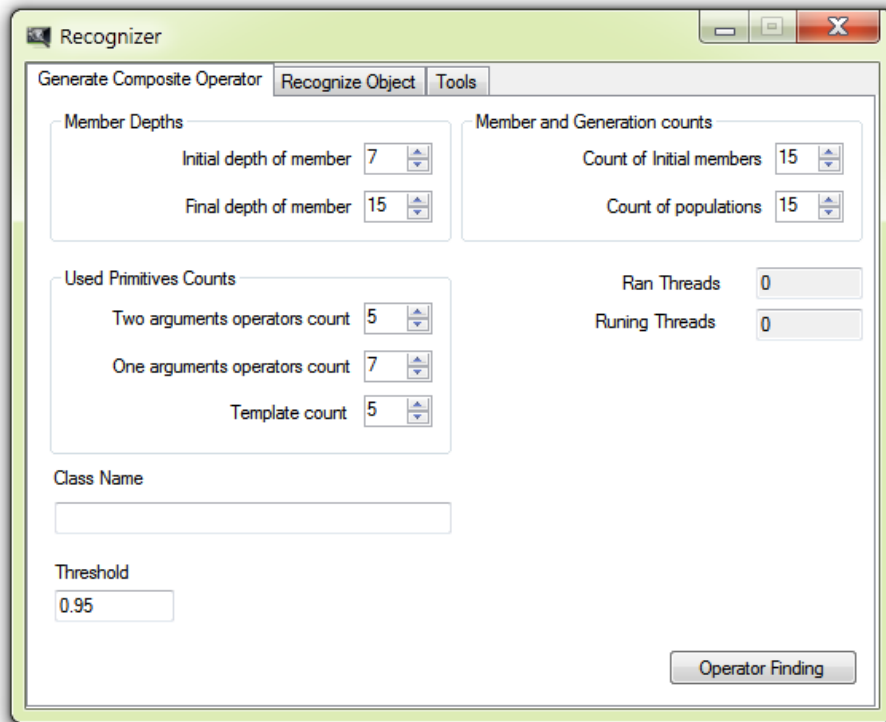 Recognizer
Generate Composite Operator Recognize Object Tools
Member Depths
Initial depth of member 7
Final depth of member 15
Member and Generation counts
Count of Initial members 15
Count of populations 15
Used Primitives Counts
Two arguments operators count 5
One arguments operators count 7
Template count 5
Ran Threads 0
Runing Threads 0
Class Name
Threshold
0.95
Operator Finding